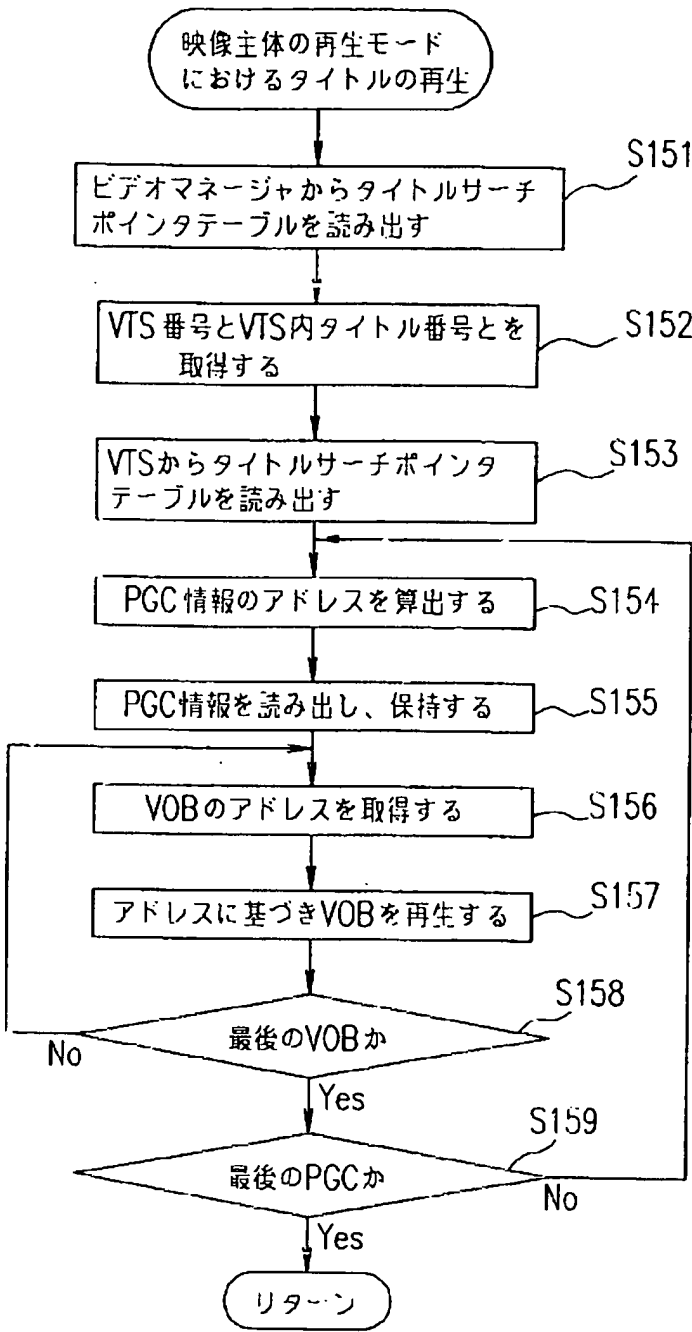 映像主体の再生モード
におけるタイトルの再生
S151
ビデオマネージャからタイトルサーチ
ポインタテーブルを読み出す
S152
VTS番号とVTS内タイトル番号とを
取得する
S153
VTSからタイトルサーチポインタ
テーブルを読み出す
PGC情報のアドレスを算出する
S154
PGC情報を読み出し、保持する
S155
VOBのアドレスを取得する
S156
アドレスに基づきVOBを再生する
S157
最後のVOBか
S158
No
Yes
最後のPGCか
S159
No
Yes
リターン